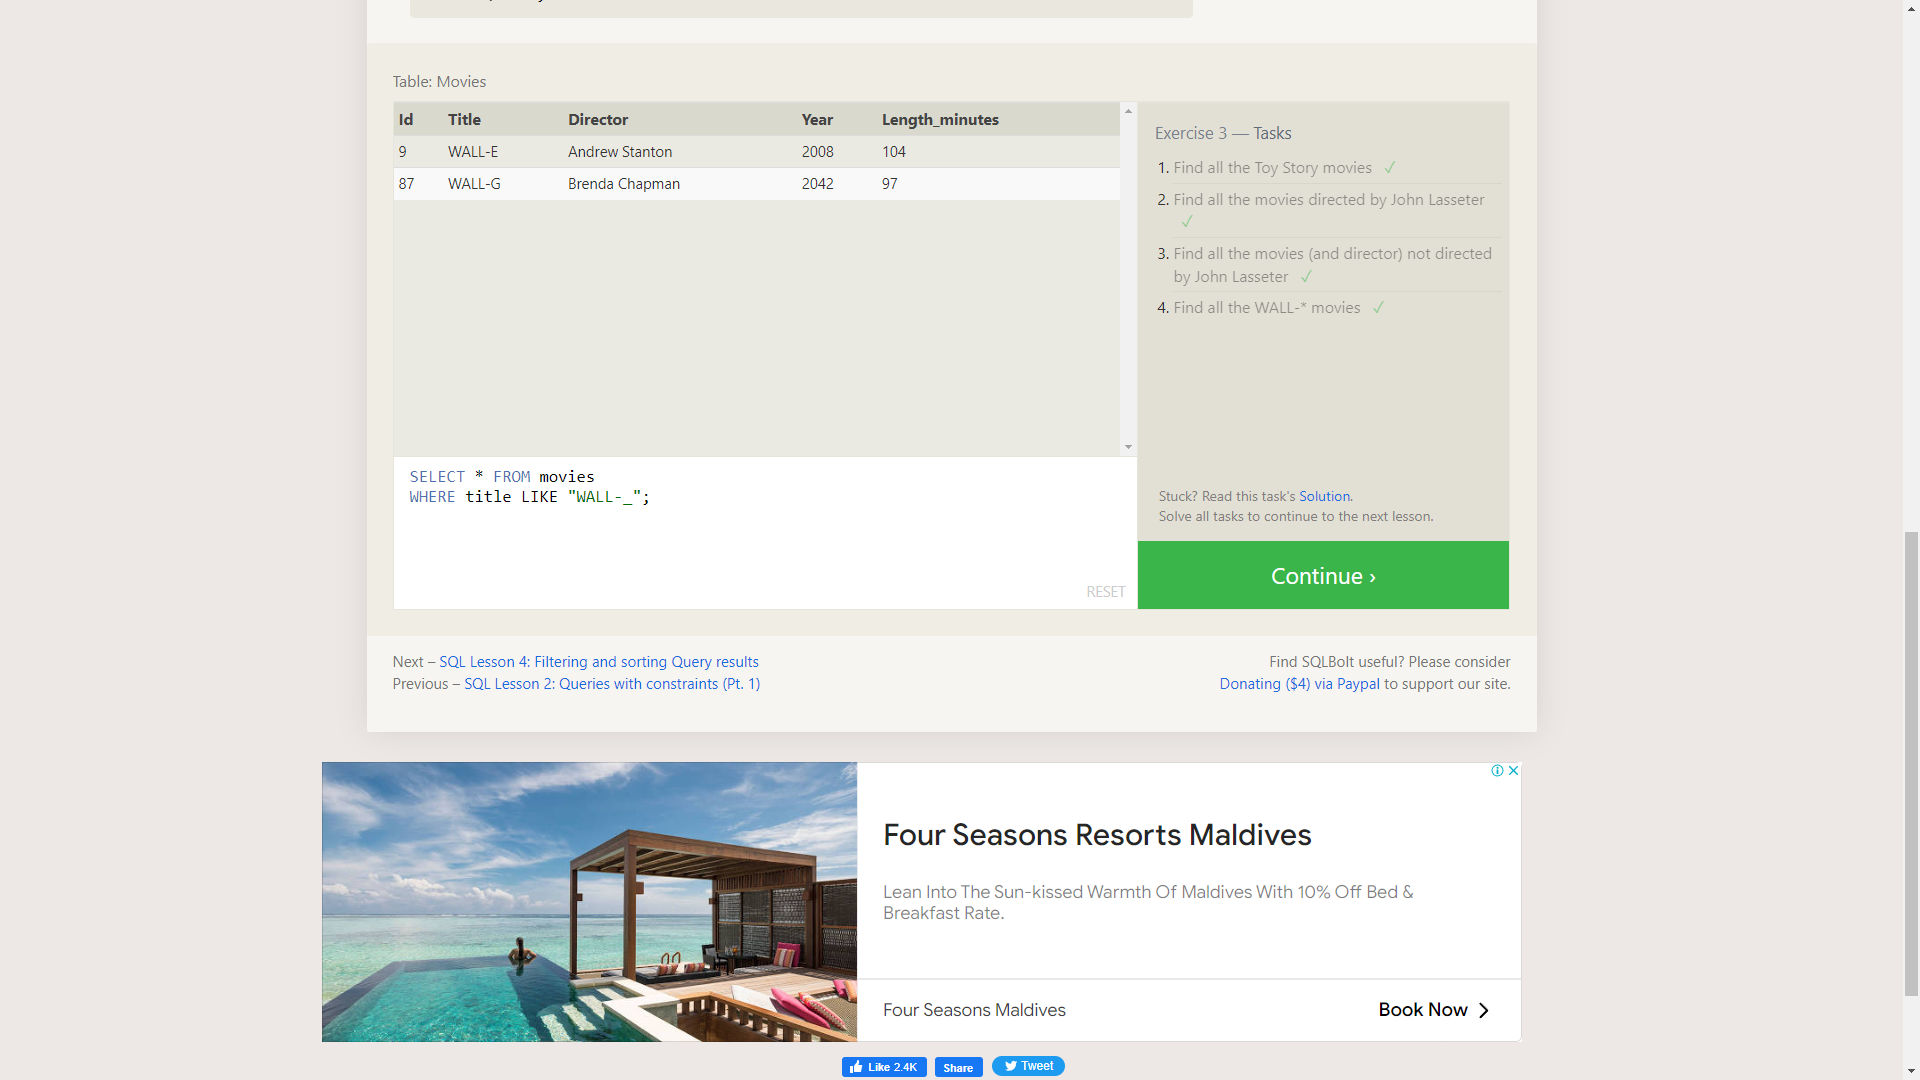 Table: Movies
Id Title Director Year Length_minutes
9 WALL-E Andrew Stanton 2008 104
87 WALL-G Brenda Chapman 2042 97
SELECT * FROM movies
WHERE title LIKE "WALL-_";
RESET
Exercise 3 — Tasks
1. Find all the Toy Story movies ✓
2. Find all the movies directed by John Lasseter
✓
3. Find all the movies (and director) not directed
by John Lasseter ✓
4. Find all the WALL-* movies ✓
Stuck? Read this task's Solution.
Solve all tasks to continue to the next lesson.
Continue ›
Next – SQL Lesson 4: Filtering and sorting Query results
Previous – SQL Lesson 2: Queries with constraints (Pt. 1)
Find SQLBolt useful? Please consider
Donating ($4) via Paypal to support our site.
Four Seasons Resorts Maldives
Lean Into The Sun-kissed Warmth Of Maldives With 10% Off Bed &
Breakfast Rate.
Four Seasons Maldives
Book Now
Like 2.4K
Share
Tweet